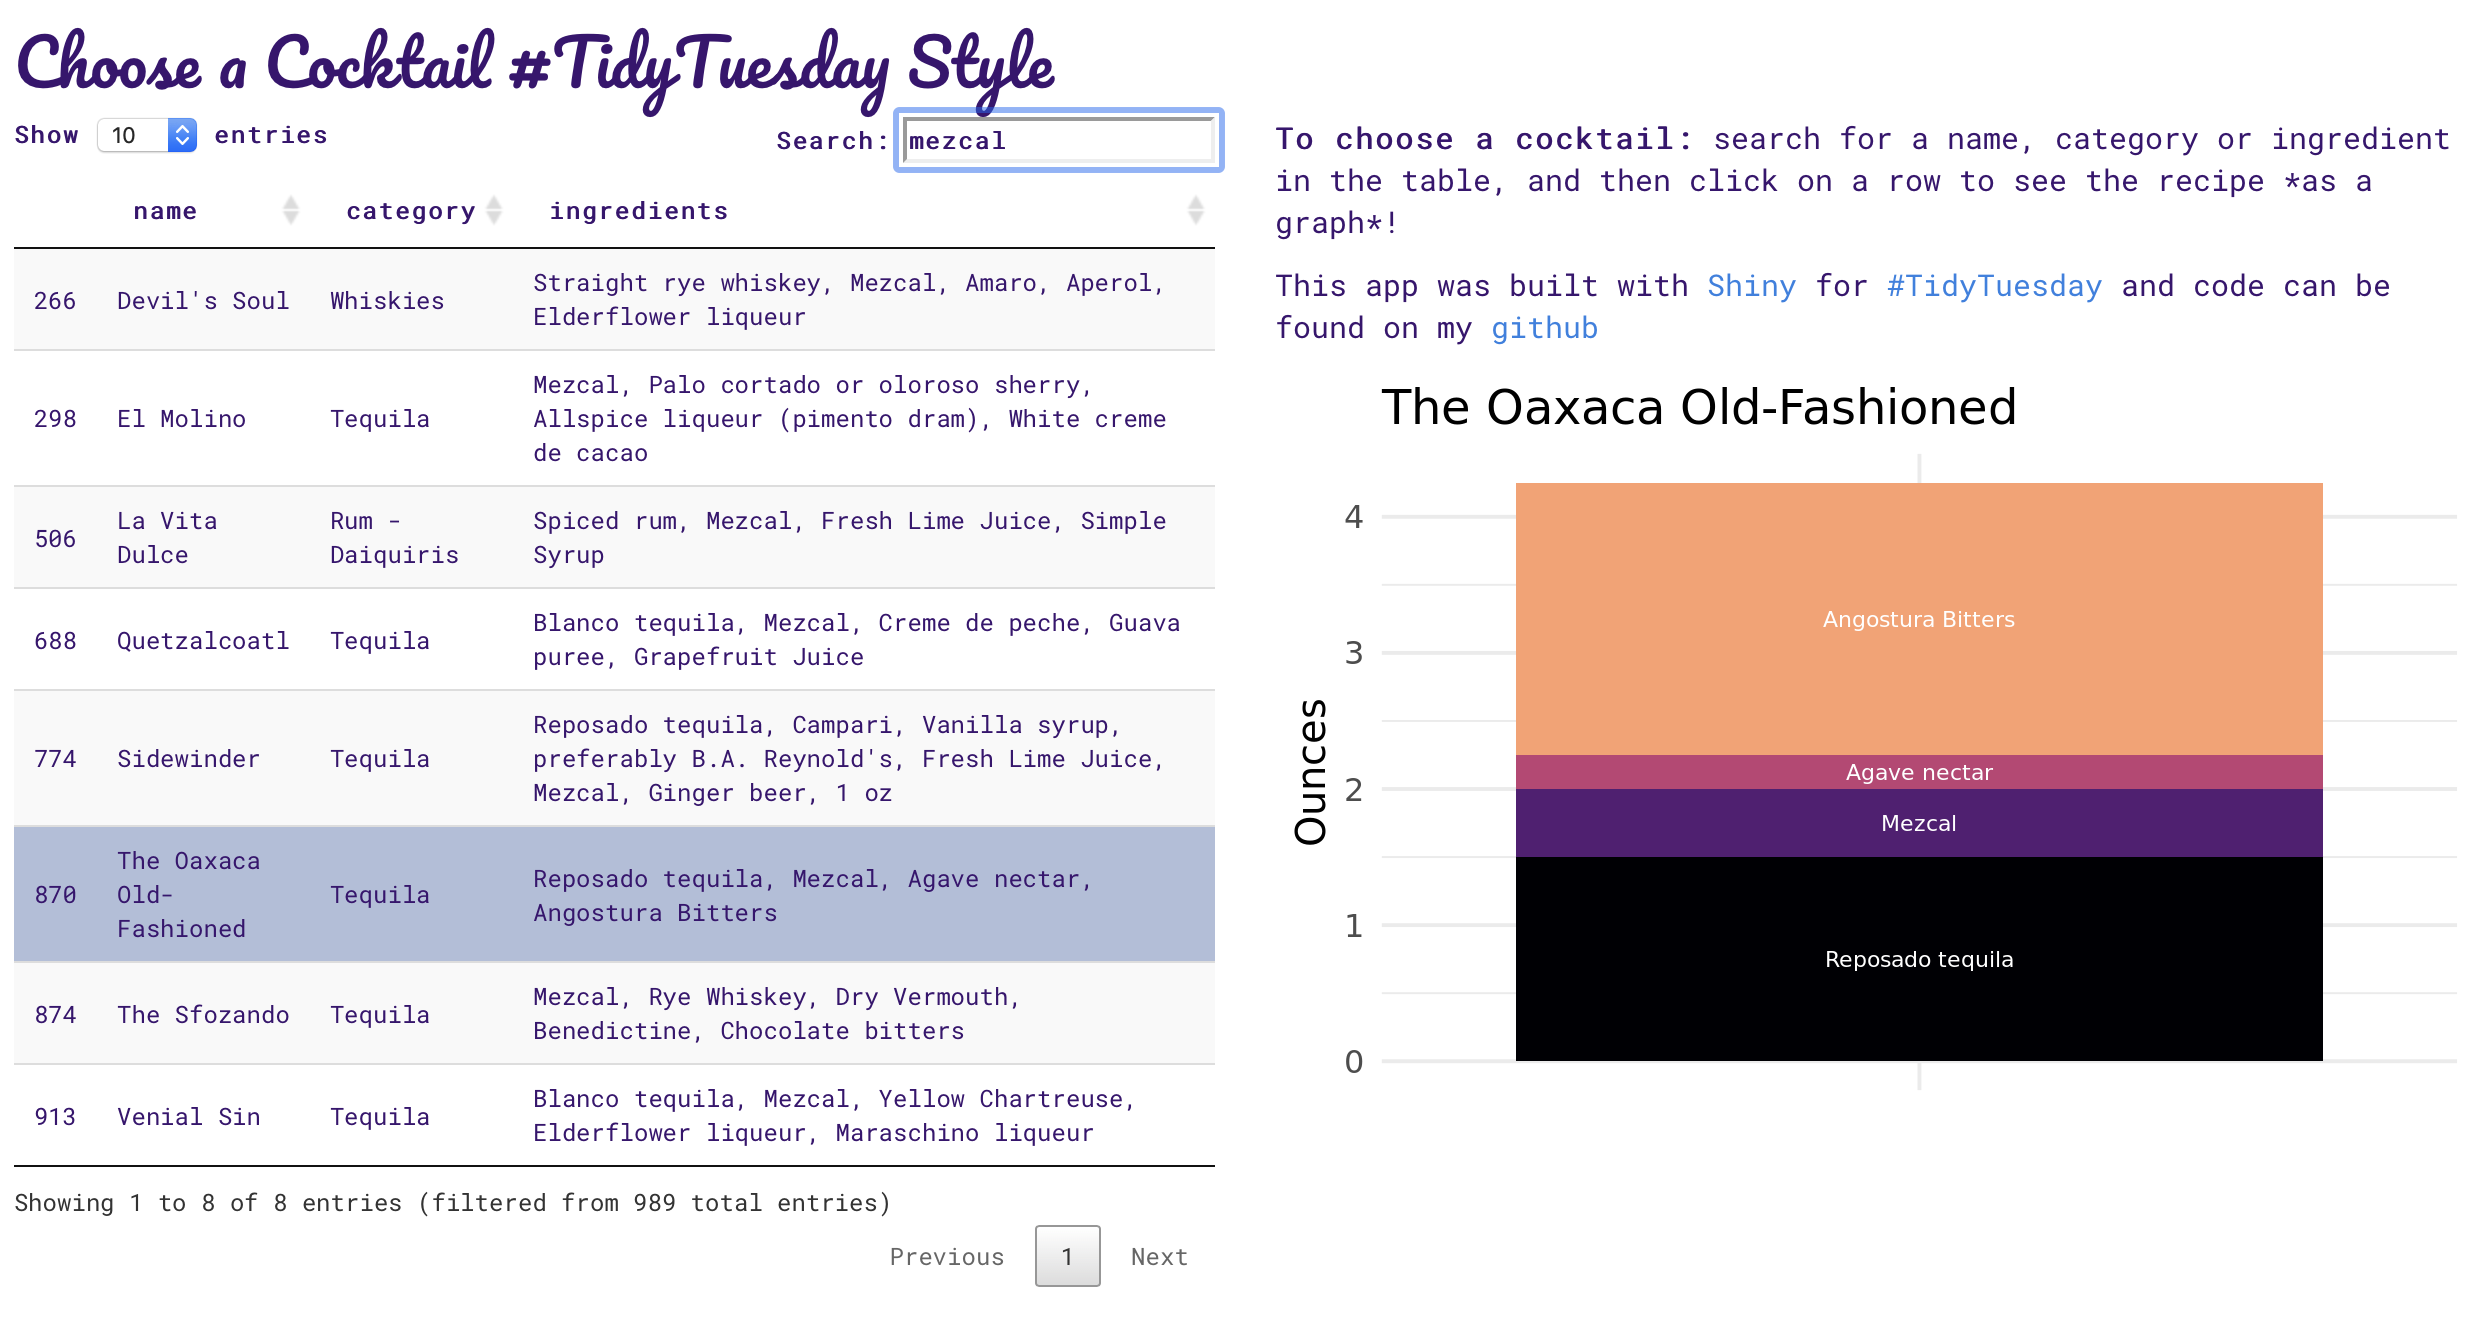 Choose a Cocktail #TidyTuesday Style
Show 10 entries
Search: mezcal
name category ingredients
266 Devil's Soul Whiskies Straight rye whiskey, Mezcal, Amaro, Aperol,
Elderflower liqueur
298 El Molino Tequila Mezcal, Palo cortado or oloroso sherry,
Allspice liqueur (pimento dram), White creme
de cacao
506 La Vita
Dulce
Rum -
Daiquiris
Spiced rum, Mezcal, Fresh Lime Juice, Simple
Syrup
688 Quetzalcoatl Tequila Blanco tequila, Mezcal, Creme de peche, Guava
puree, Grapefruit Juice
774 Sidewinder Tequila Reposado tequila, Campari, Vanilla syrup,
preferably B.A. Reynold's, Fresh Lime Juice,
Mezcal, Ginger beer, 1 oz
870 The Oaxaca
Old-
Fashioned
Tequila Reposado tequila, Mezcal, Agave nectar,
Angostura Bitters
874 The Sfozando Tequila Mezcal, Rye Whiskey, Dry Vermouth,
Benedictine, Chocolate bitters
913 Venial Sin Tequila Blanco tequila, Mezcal, Yellow Chartreuse,
Elderflower liqueur, Maraschino liqueur
Showing 1 to 8 of 8 entries (filtered from 989 total entries)
Previous 1 Next
To choose a cocktail: search for a name, category or ingredient
in the table, and then click on a row to see the recipe *as a
graph*!
This app was built with Shiny for #TidyTuesday and code can be
found on my github
The Oaxaca Old-Fashioned
Ounces
4
3
2
1
0
Angostura Bitters
Agave nectar
Mezcal
Reposado tequila